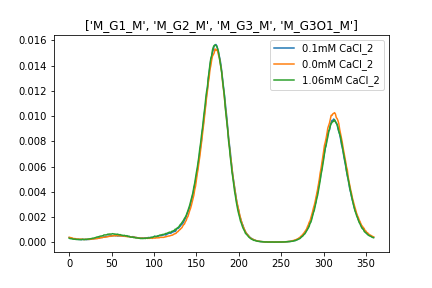 ['M_G1_M', 'M_G2_M', 'M_G3_M', 'M_G3O1_M']
0.016
0.014
0.012
0.010
0.008
0.006
0.004
0.002
0.000
0.1mM CaCl_2
0.0mM CaCl_2
1.06mM CaCl_2
0 50 100 150 200 250 300 350